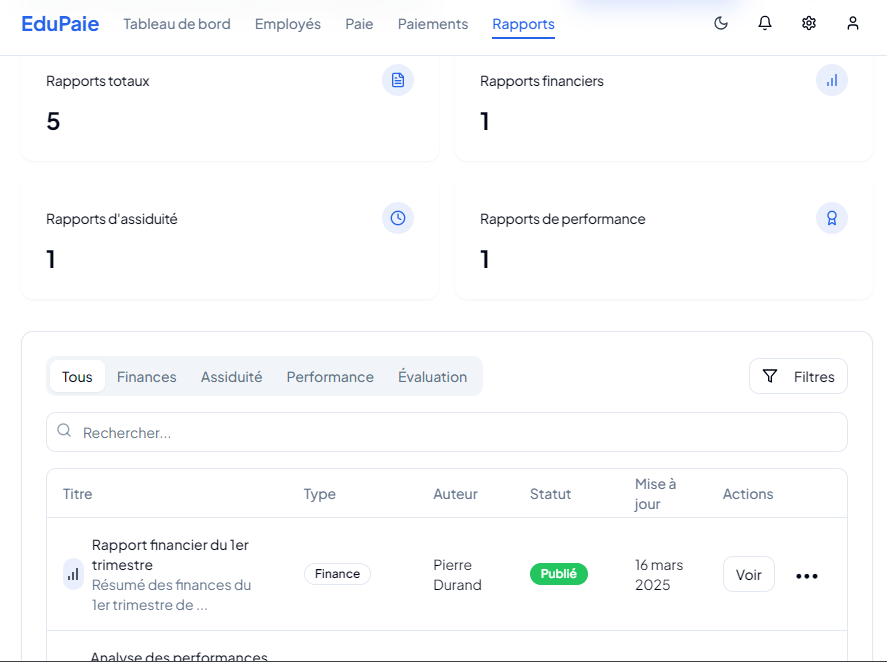 EduPaie Tableau de bord Employés Paie Paiements Rapports
Rapports totaux
5
Rapports financiers
1
Rapports d'assiduité
1
Rapports de performance
1
Tous Finances Assiduité Performance Évaluation
Filtres
Rechercher...
Titre Type Auteur Statut Mise à jour Actions
Rapport financier du 1er
trimestre
Résumé des finances du
1er trimestre de ...
Finance
Pierre
Durand
Publié
16 mars
2025
Voir
Analyse des performances